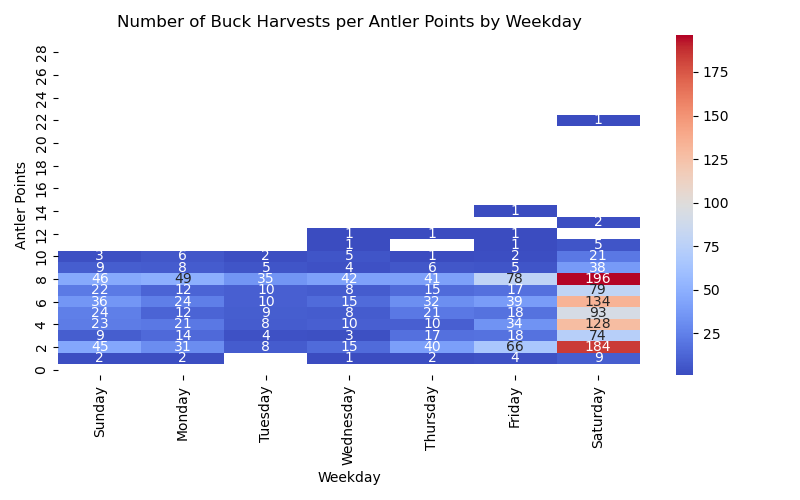 Number of Buck Harvests per Antler Points by Weekday
28
26
24
22 1
20
18
16
14 1
2
12 1 1 1
1 1 5
10 3 6 2 5 1 2 21
9 8 5 4 6 5 38
8 46 49 35 42 41 78 196
22 12 10 8 15 17 79
6 36 24 10 15 32 39 134
24 12 9 8 21 18 93
4 23 21 8 10 10 34 128
9 14 4 3 17 18 74
2 45 31 8 15 40 66 184
2 2 1 2 4 9
0
Antler Points
Sunday Monday Tuesday Wednesday Thursday Friday Saturday
Weekday
175
150
125
100
75
50
25